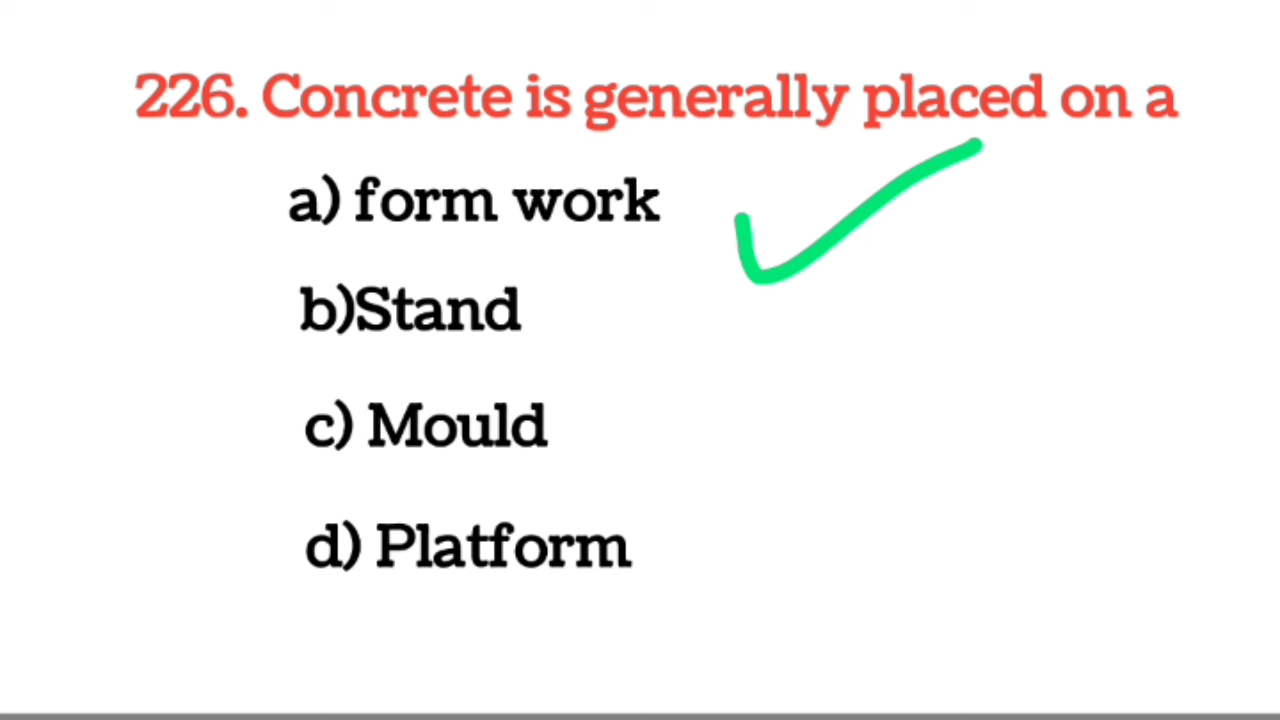 226. Concrete is generally placed on a
a) form work
b)Stand
c) Mould
d) Platform